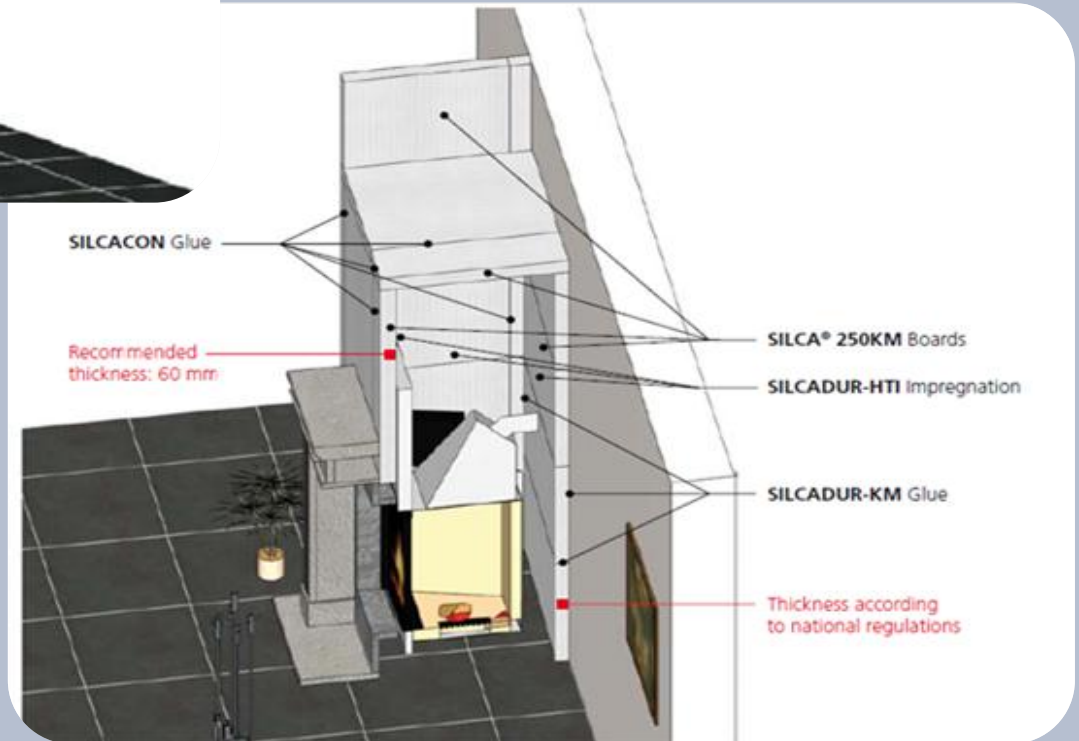 SILCACON Glue
Recommended
thickness: 60 mm
SILCA® 250KM Boards
SILCADUR-HTI Impregnation
SILCADUR-KM Glue
Thickness according
to national regulations